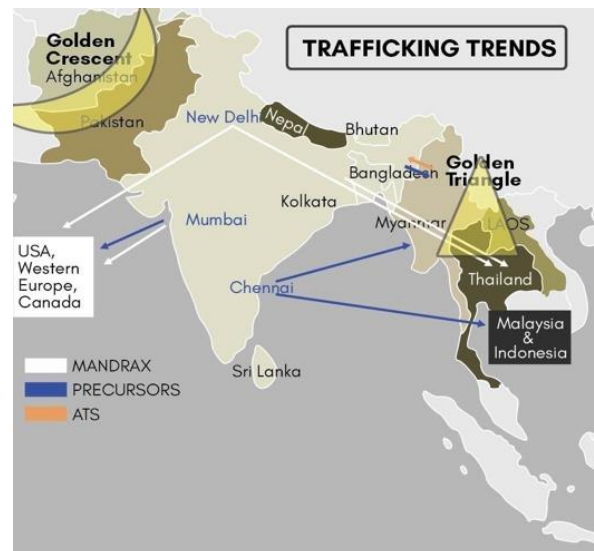 TRAFFICKING TRENDS
Golden
Crescent
Afghanistan
Pakistan
New Delhi
Nepal
Bhutan
Bangladesh
Golden
Triangle
Kolkata
Myanmar
LAOS
Mumbai
USA,
Western
Europe,
Canada
Chennai
Thailand
Malaysia
&
Indonesia
Sri Lanka
MANDRAX
PRECURSORS
ATS